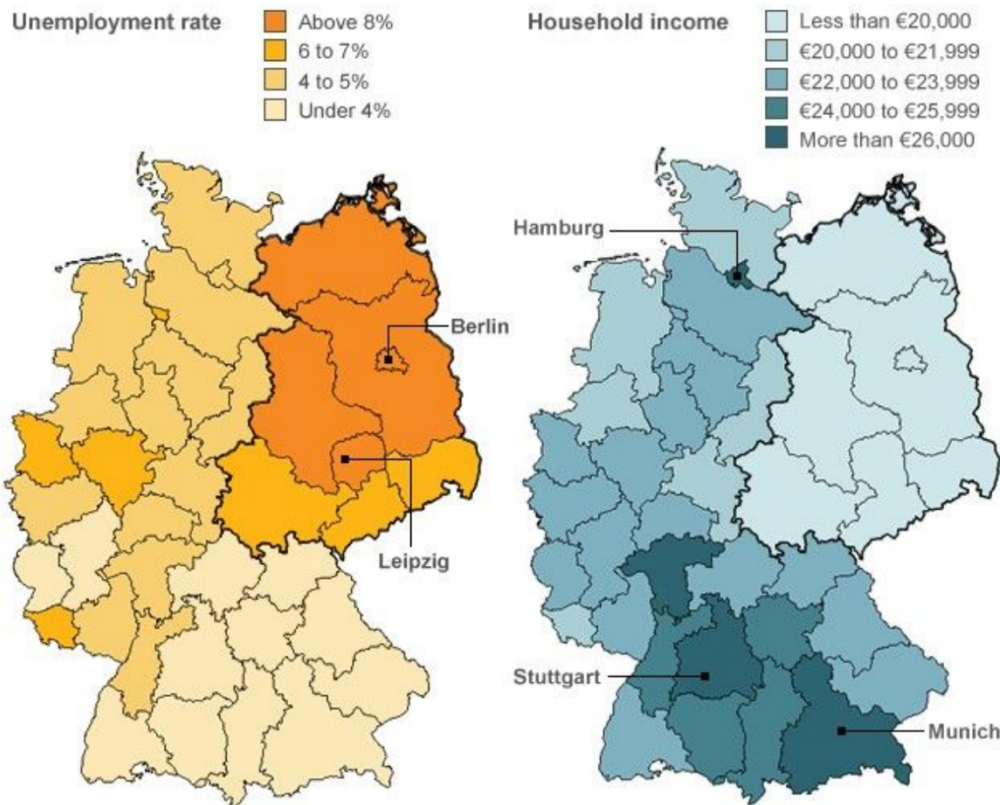 Unemployment rate
Above 8%
6 to 7%
4 to 5%
Under 4%
Berlin
Leipzig
Household income
Less than €20,000
€20,000 to €21,999
€22,000 to €23,999
€24,000 to €25,999
More than €26,000
Hamburg
Stuttgart
Munich